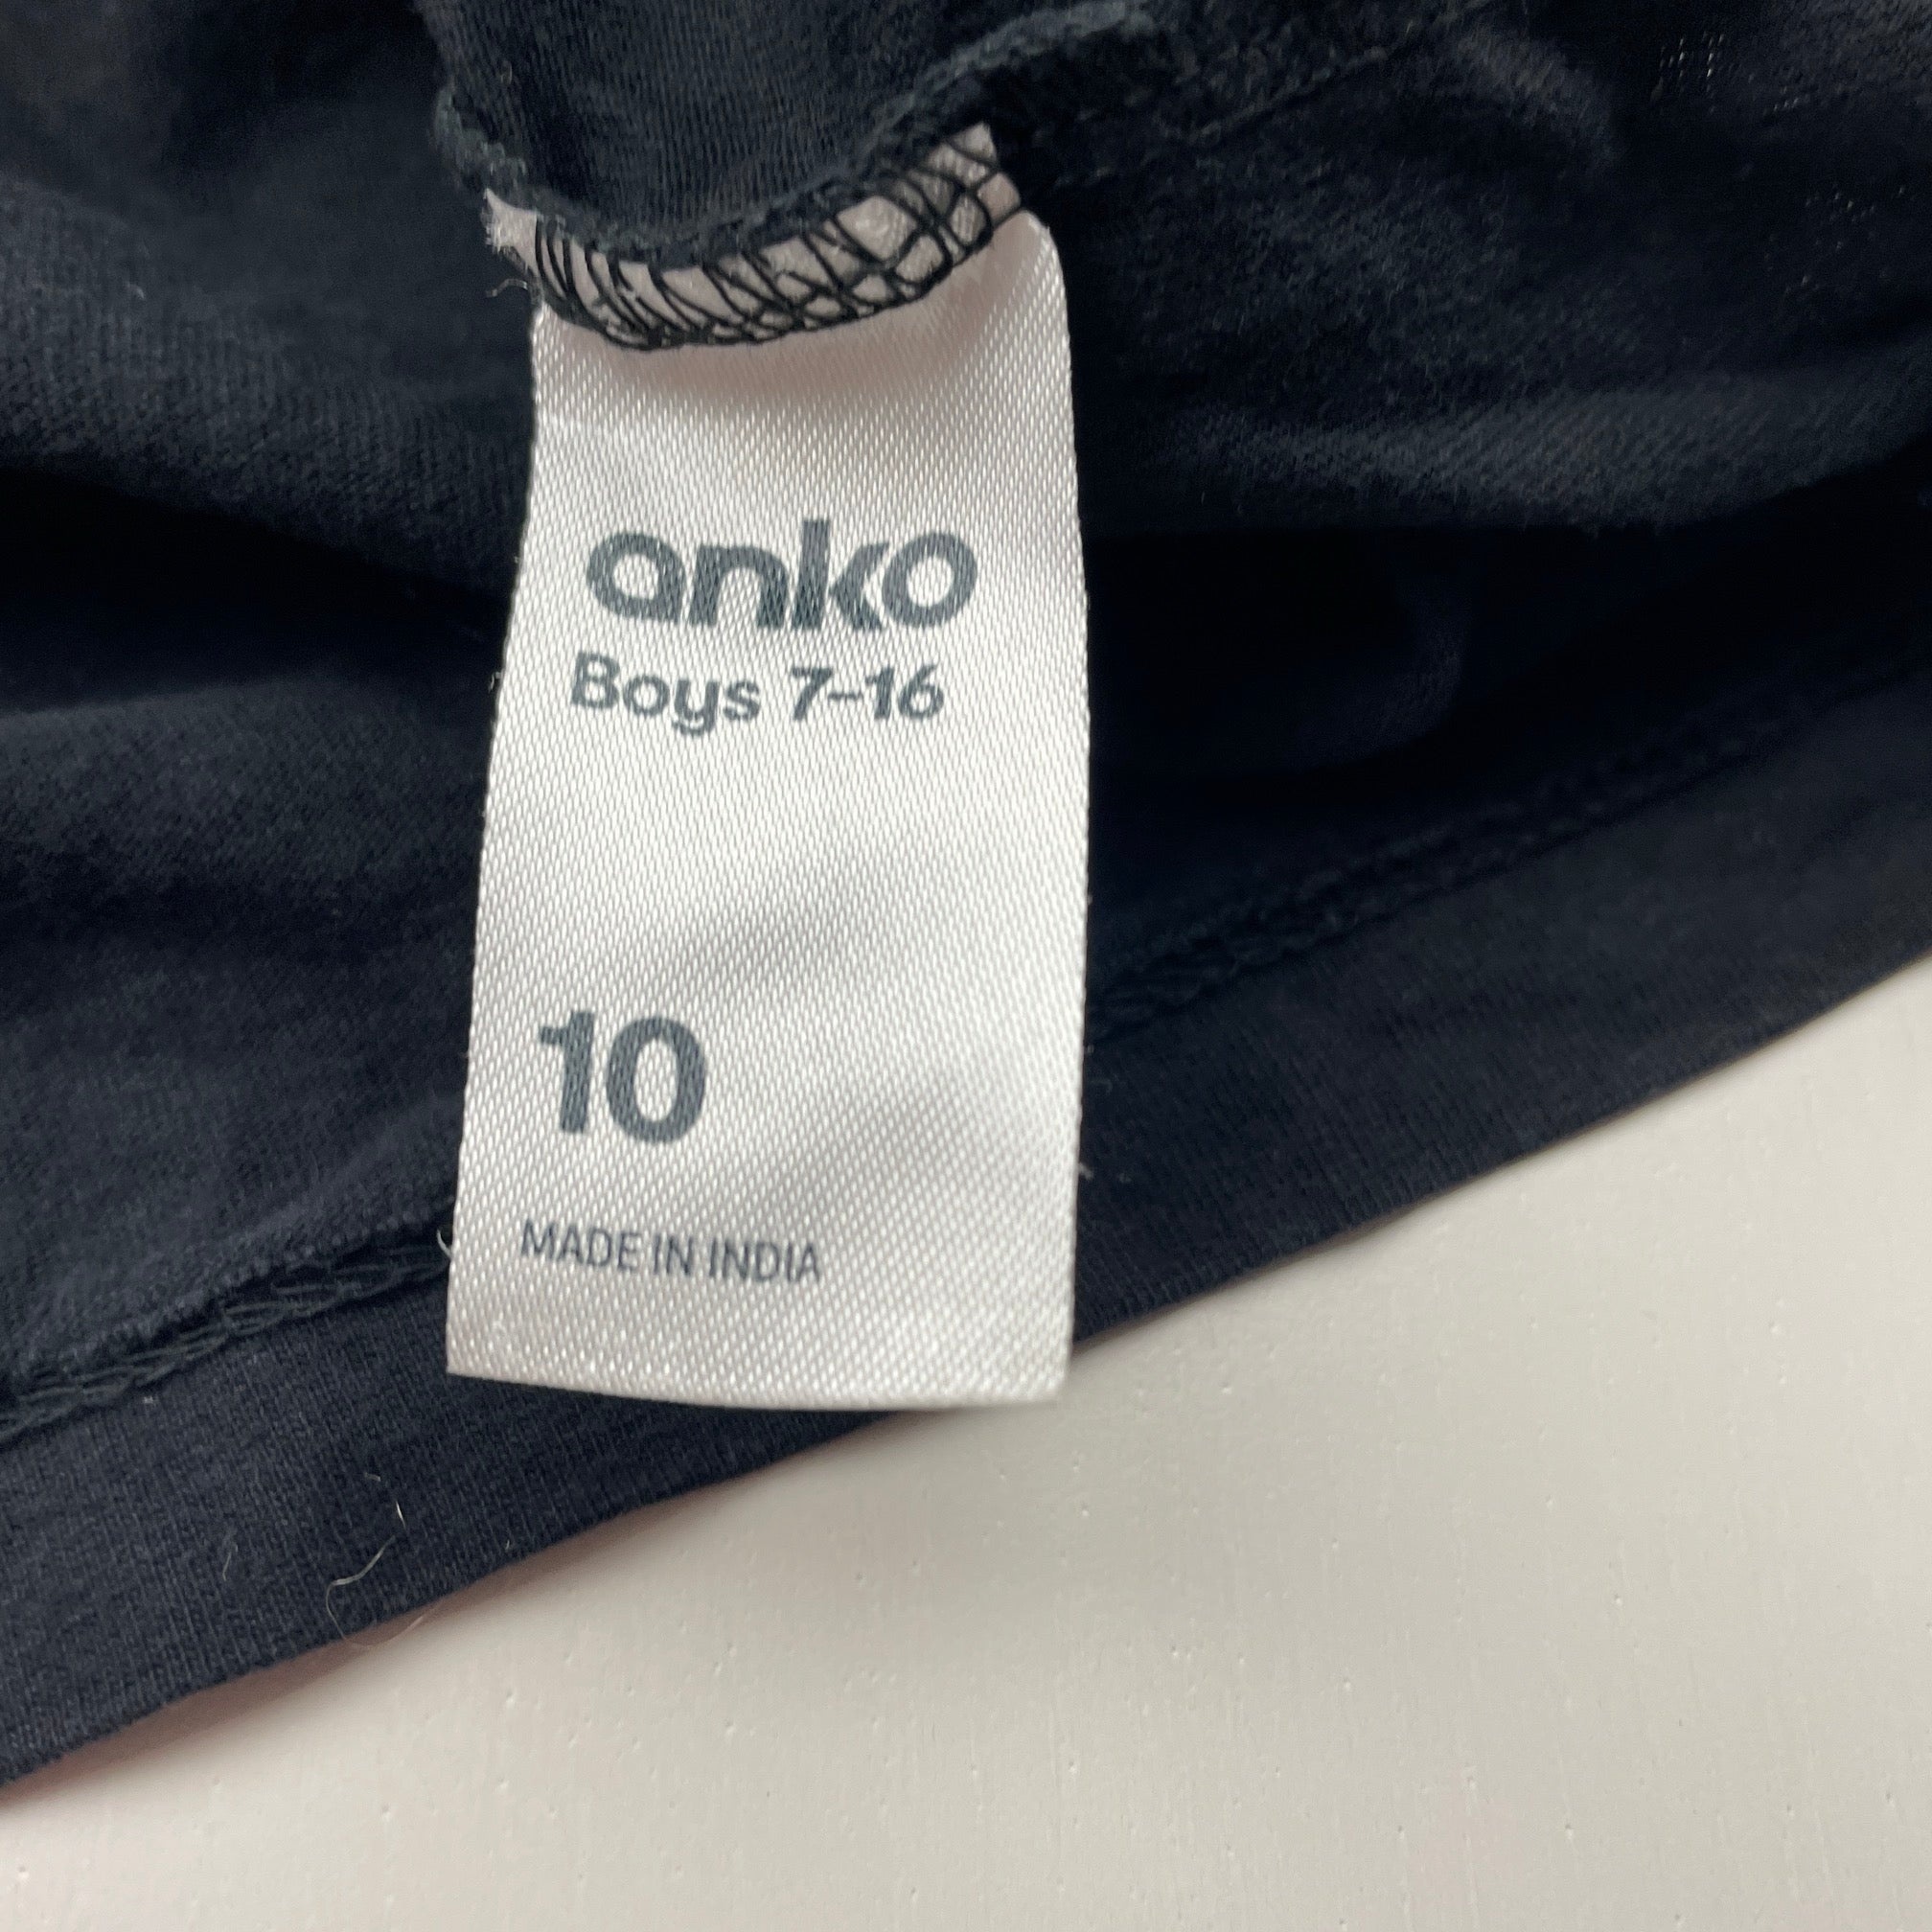 anko
Boys 7-16
10
MADE IN INDIA